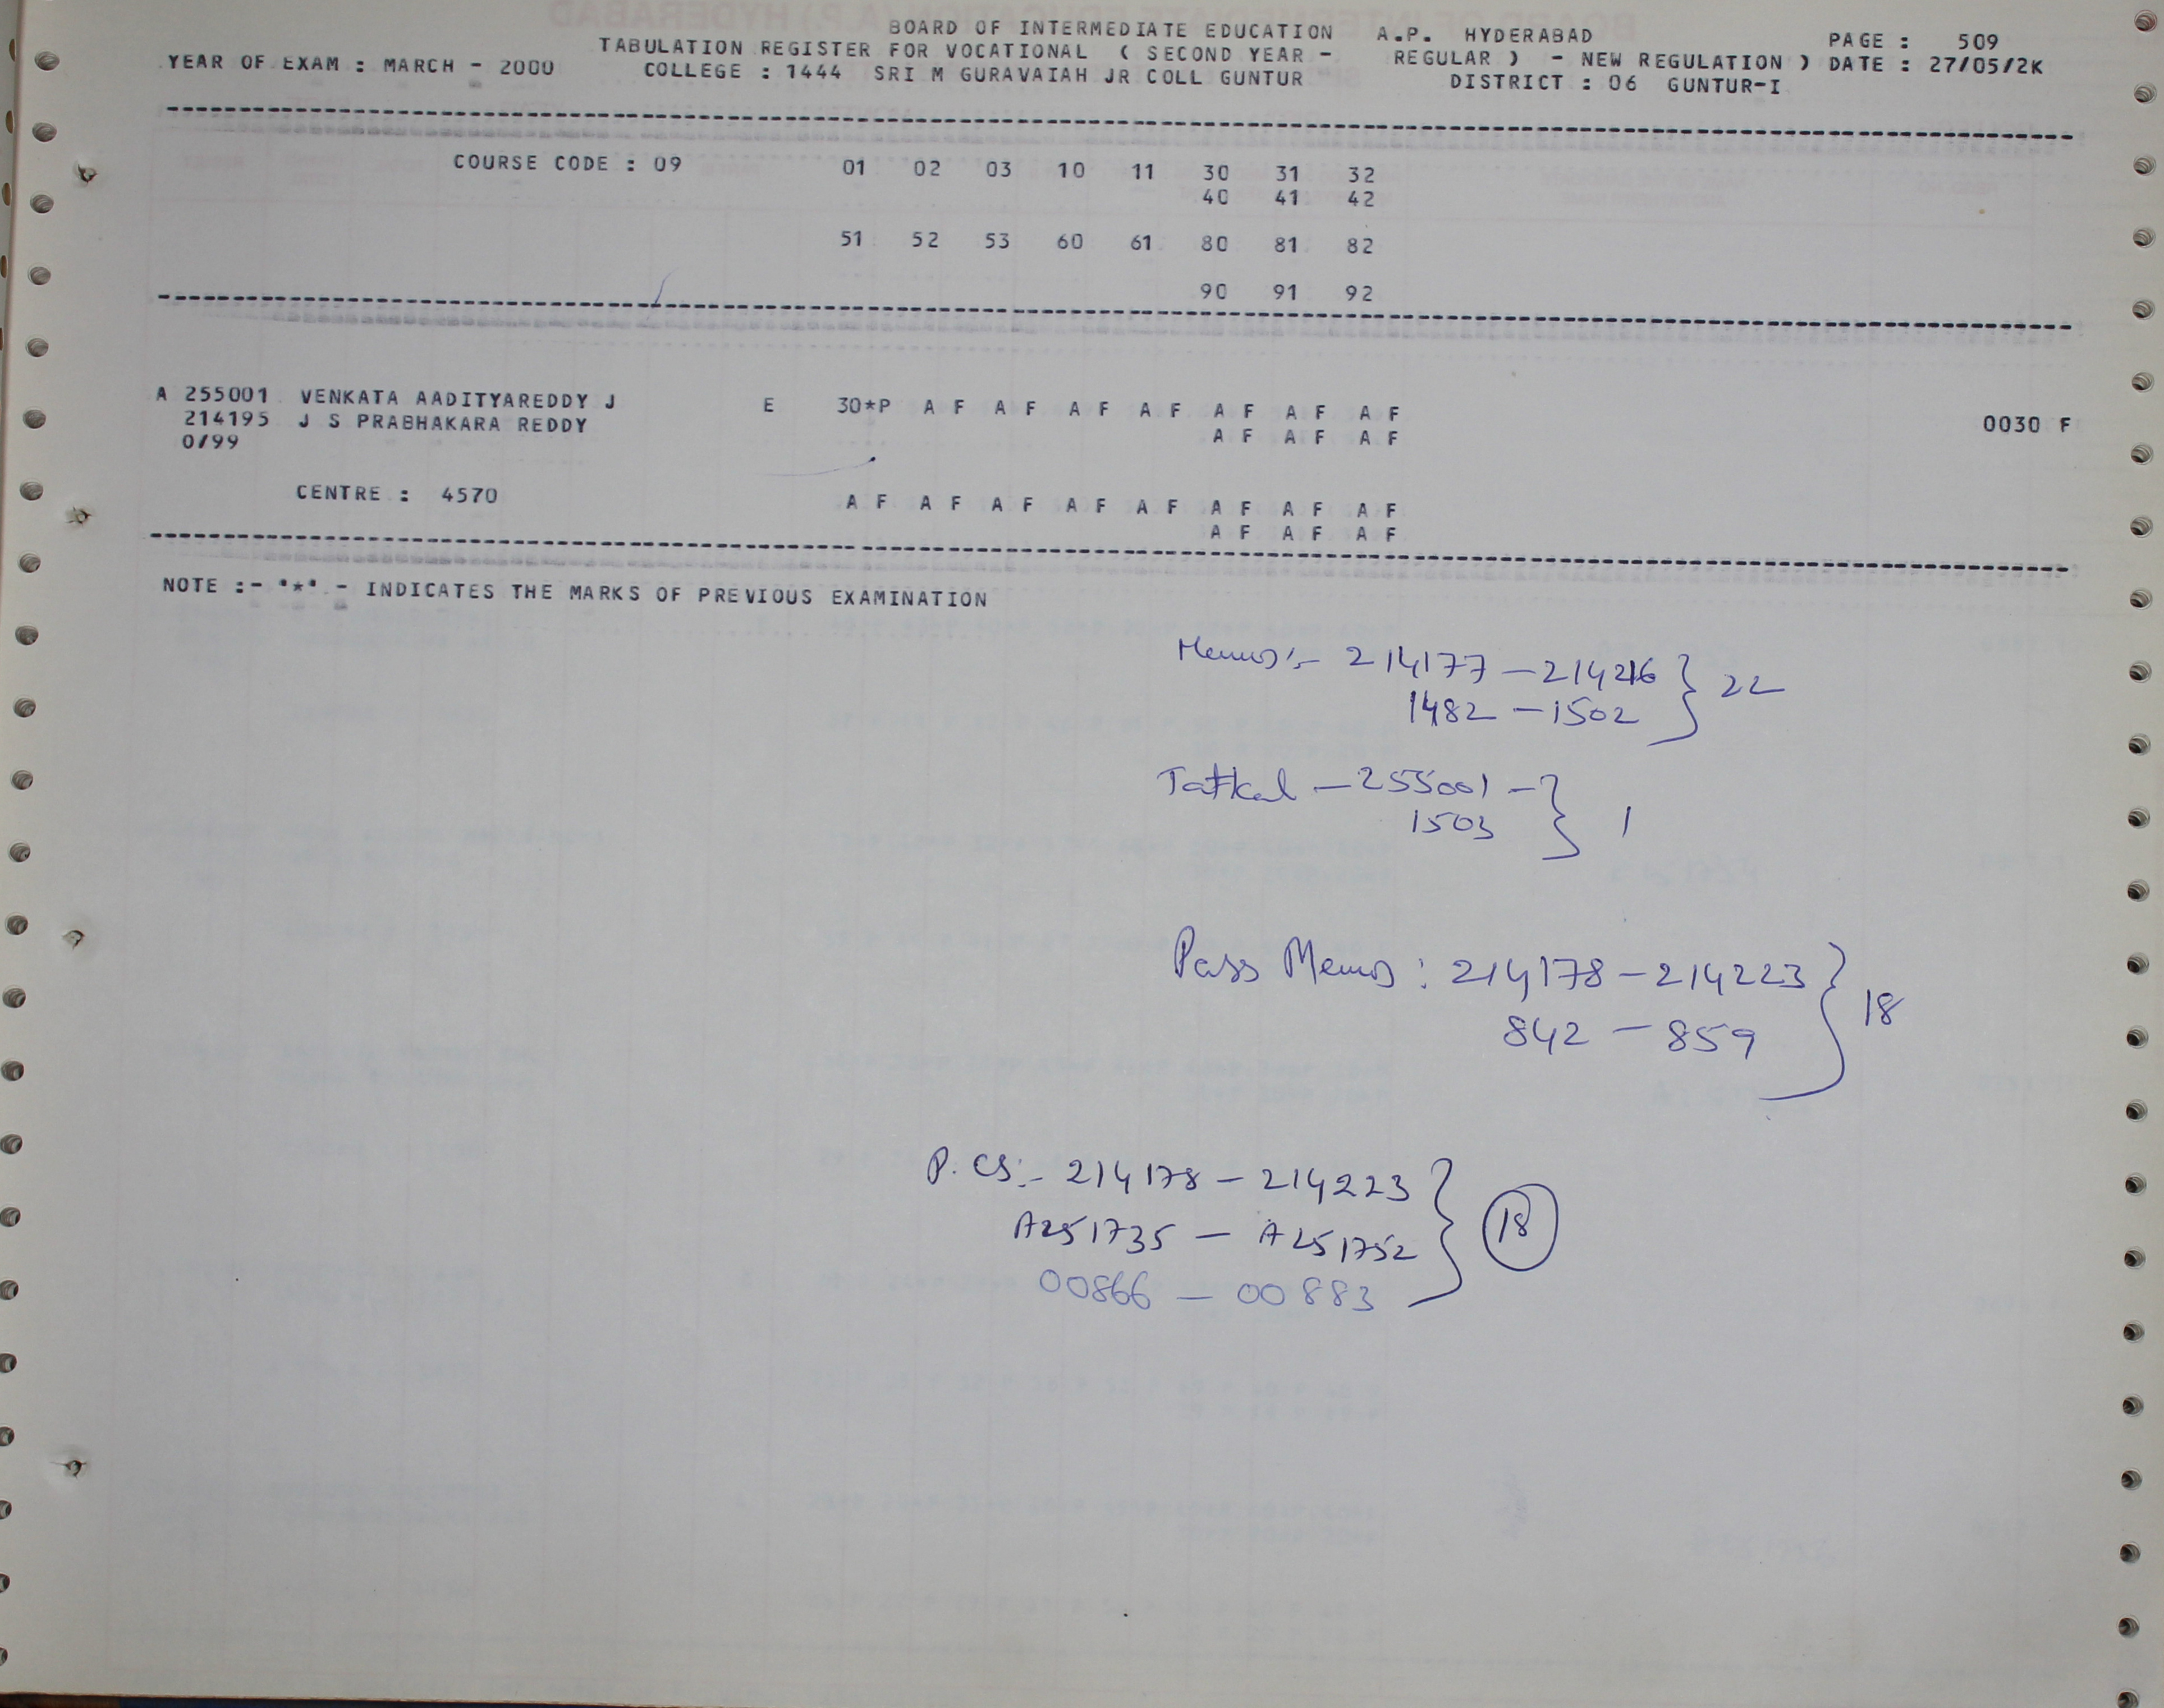 BOARD OF INTERMEDIATE EDUCATION A.P. HYDERABAD
TABULATION REGISTER FOR VOCATIONAL ( SECOND YEAR - REGULAR ) - NEW REGULATION ) PAGE : 509
YEAR OF EXAM : MARCH - 2000 COLLEGE : 1444 SRI M GURAVAIAH JR COLL GUNTUR DISTRICT : 06 GUNTUR-I DATE : 27/05/2K
COURSE CODE : 09 01 02 03 10 11 30 31 32
40 41 42
51 52 53 60 61 80 81 82
90 91 92
A 255001 VENKATA AADITYAREDDY J E 30*P A F A F A F A F A F A F A F
214195 J S PRABHAKARA REDDY A F A F A F 0030 F
0/99
CENTRE : 4570 A F A F A F A F A F A F A F A F
A F A F A F
NOTE :- "*" - INDICATES THE MARKS OF PREVIOUS EXAMINATION
Memos:- 214177 - 214216 } 22
1482 - 1502
Tatkal - 255001 - } 1
1503
Pass Memos : 214178 - 214223 } 18
842 - 859
P.Cs:- 214178 - 214223 } 18
A251735 - A251752
00866 - 00883